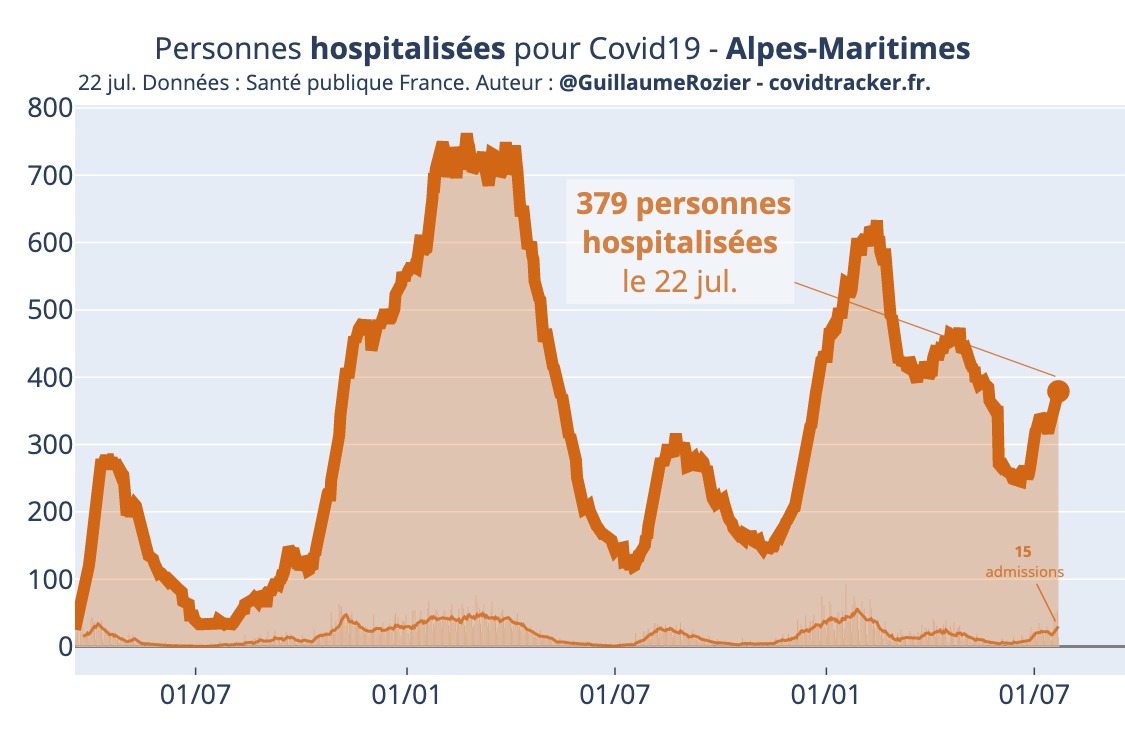 Personnes hospitalisées pour Covid19 - Alpes-Maritimes
22 jul. Données : Santé publique France. Auteur : @GuillaumeRozier - covidtracker.fr.
800
700
600
500
400
300
200
100
0
379 personnes
hospitalisées
le 22 jul.
15
admissions
01/07
01/01
01/07
01/01
01/07